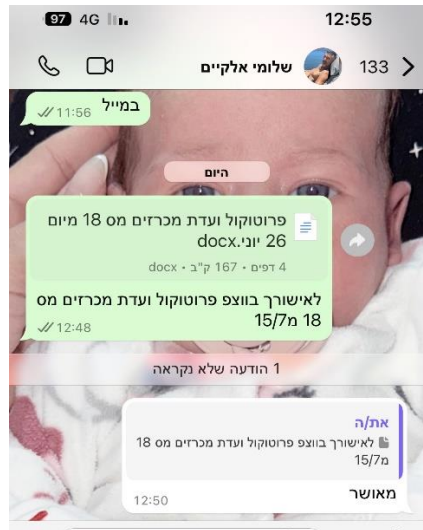 97 4G 12:55
שלומי אלקיים 133
במייל
11:56
היום
פרוטוקול ועדת מכרזים מס 18 מיום
26 יוני.docx
4 דפים • 167 ק"ב • docx
לאישורך בווצפ פרוטוקול ועדת מכרזים מס
18 מ15/7
12:48
1 הודעה שלא נקראה
את/ה
לאישורך בווצפ פרוטוקול ועדת מכרזים מס 18
מ15/7
מאושר
12:50